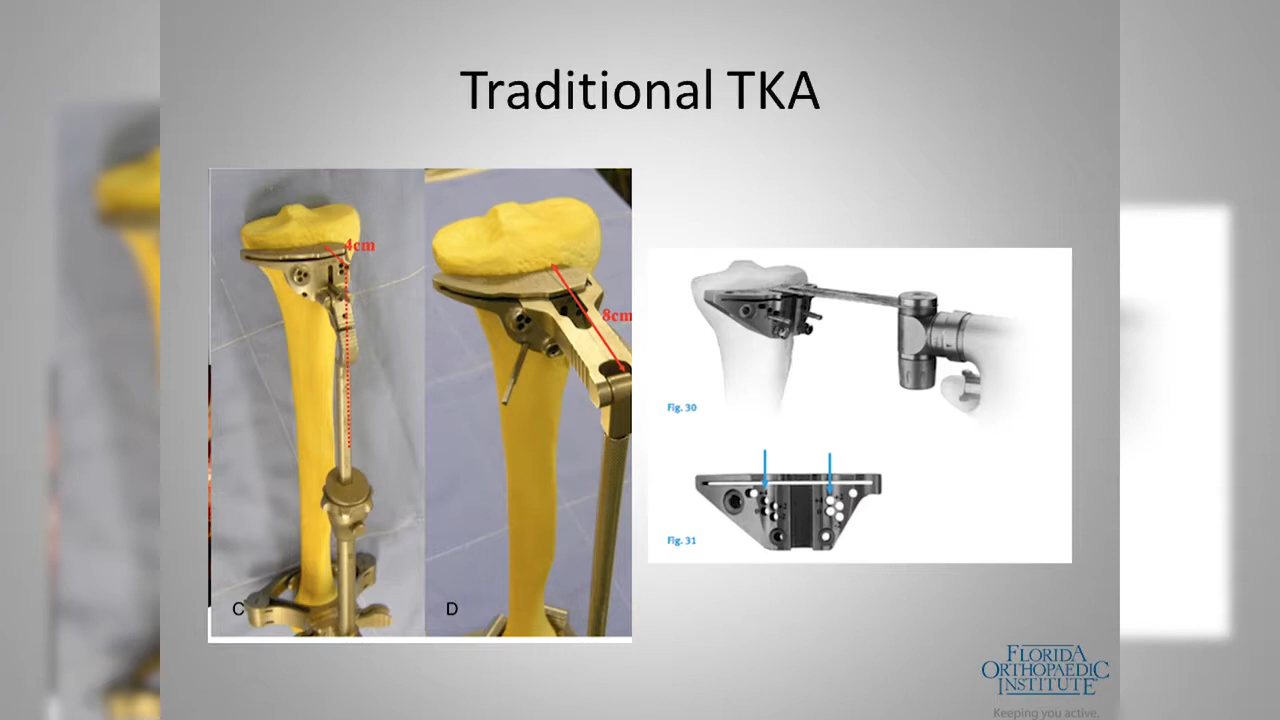 Traditional TKA
4cm
8cm
C
D
Fig. 30
Fig. 31
FLORIDA
ORTHOPAEDIC
INSTITUTE
Keeping you active.